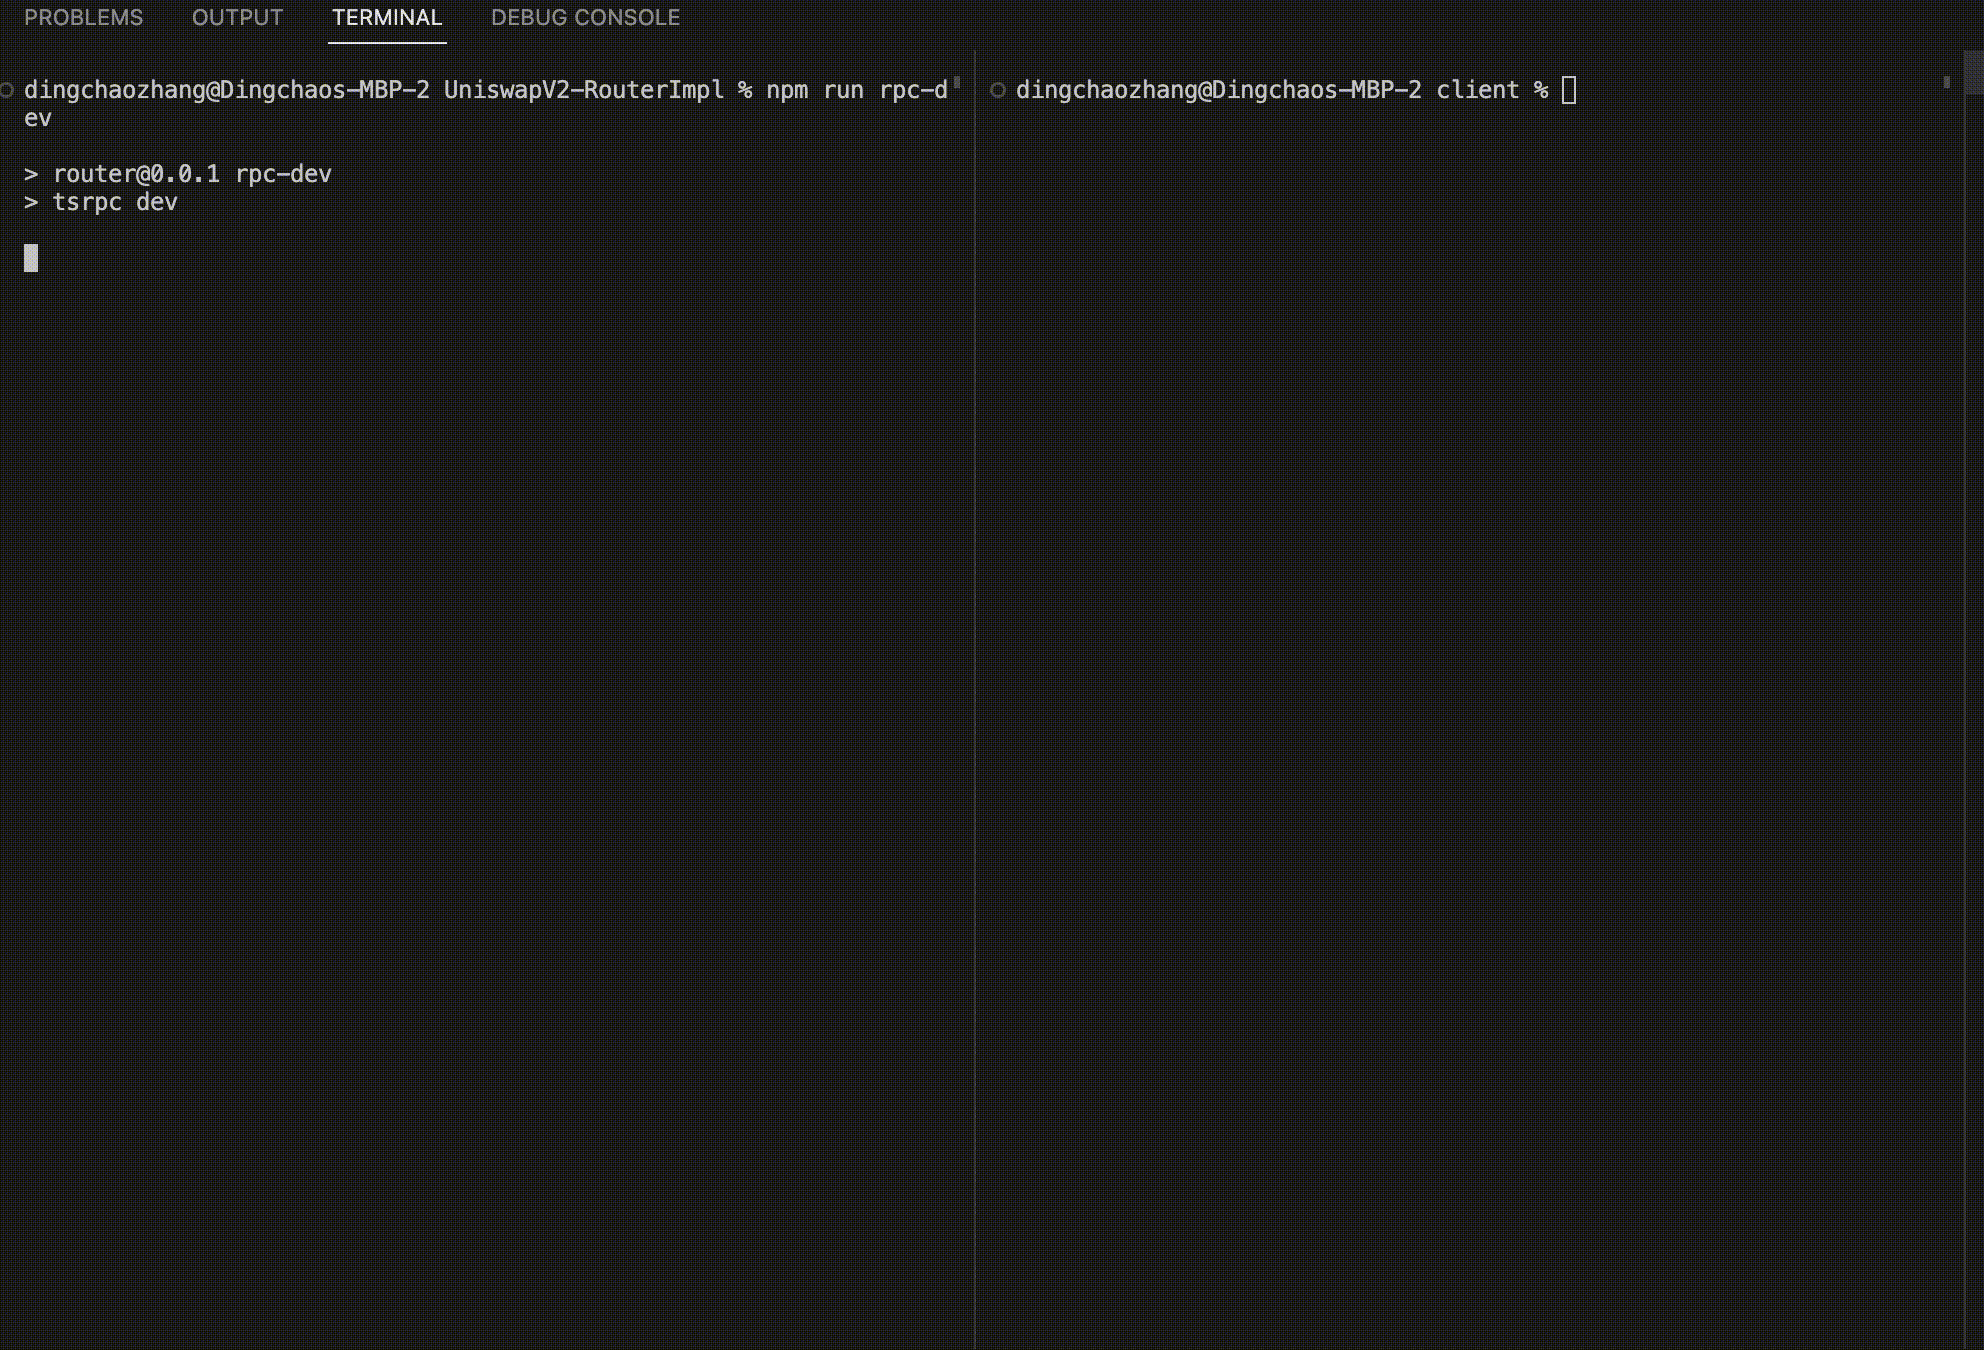 PROBLEMS OUTPUT TERMINAL DEBUG CONSOLE
dingchaozhang@Dingchaos-MBP-2 UniswapV2-RouterImpl % npm run rpc-d
ev
> router@0.0.1 rpc-dev
> tsrpc dev
dingchaozhang@Dingchaos-MBP-2 client %